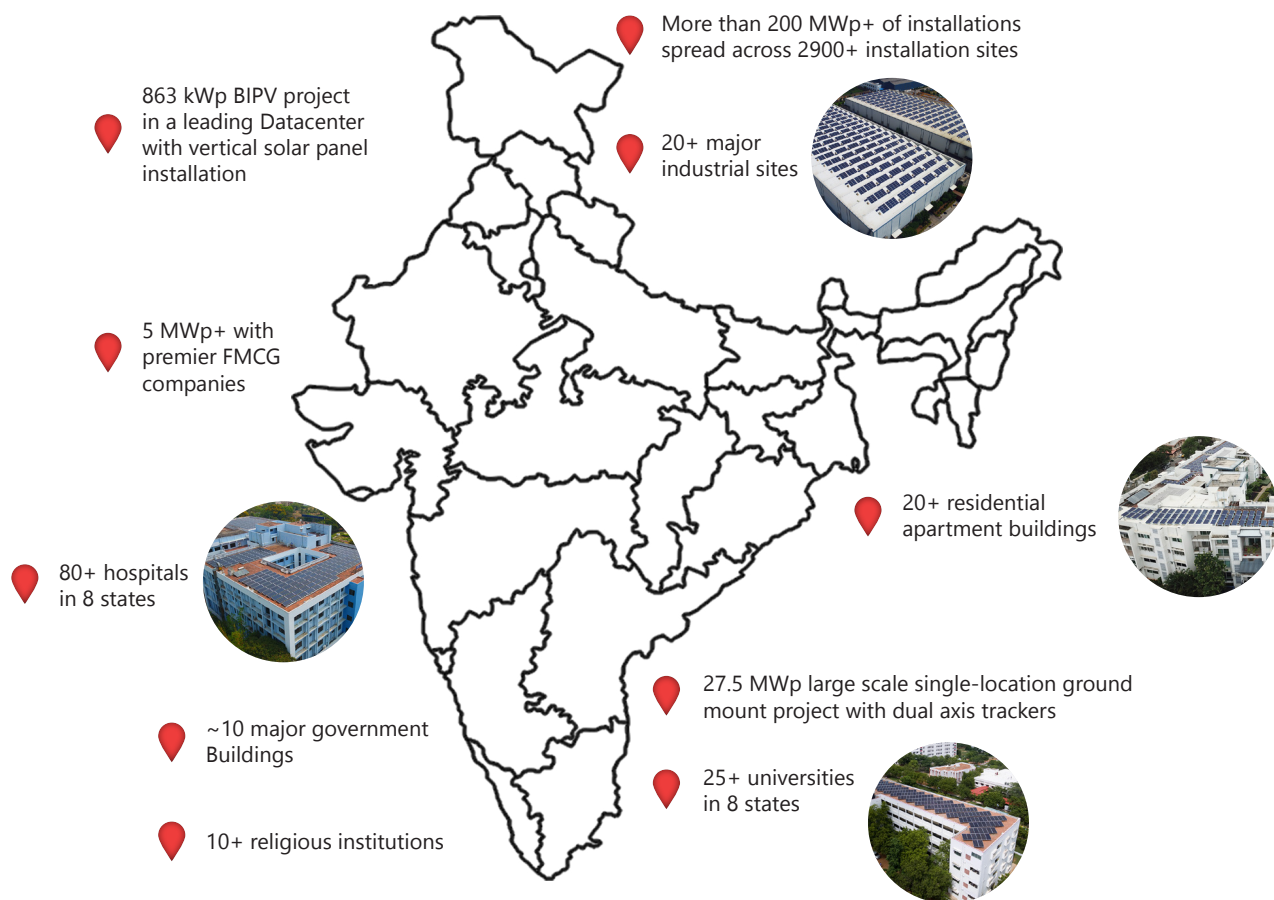 More than 200 MWp+ of installations
spread across 2900+ installation sites
863 kWp BIPV project
in a leading Datacenter
with vertical solar panel
installation
20+ major
industrial sites
5 MWp+ with
premier FMCG
companies
20+ residential
apartment buildings
80+ hospitals
in 8 states
27.5 MWp large scale single-location ground
mount project with dual axis trackers
~10 major government
Buildings
25+ universities
in 8 states
10+ religious institutions